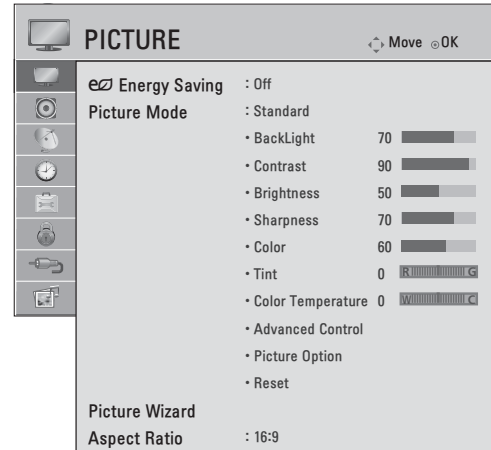 PICTURE Move OK
Energy Saving : Off
Picture Mode : Standard
• BackLight 70
• Contrast 90
• Brightness 50
• Sharpness 70
• Color 60
• Tint 0 R G
• Color Temperature 0 W C
• Advanced Control
• Picture Option
• Reset
Picture Wizard
Aspect Ratio : 16:9